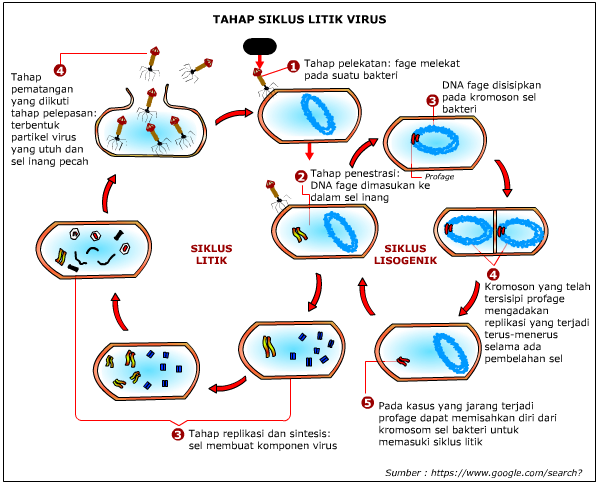 TAHAP SIKLUS LITIK VIRUS
1 Tahap pelekatan: fage melekat
pada suatu bakteri
4
Tahap
pematangan
yang diikuti
tahap pelepasan:
terbentuk
partikel virus
yang utuh dan
sel inang pecah
3 DNA fage disisipkan
pada kromoson sel
bakteri
Profage
2 Tahap penestrasi:
DNA fage dimasukan ke
dalam sel inang
SIKLUS
LITIK
SIKLUS
LISOGENIK
4
Kromoson yang telah
tersisipi profage
mengadakan
replikasi yang terjadi
terus-menerus
selama ada
pembelahan sel
5 Pada kasus yang jarang terjadi
profage dapat memisahkan diri dari
kromosom sel bakteri untuk
memasuki siklus litik
3 Tahap replikasi dan sintesis:
sel membuat komponen virus
Sumber : https://www.google.com/search?